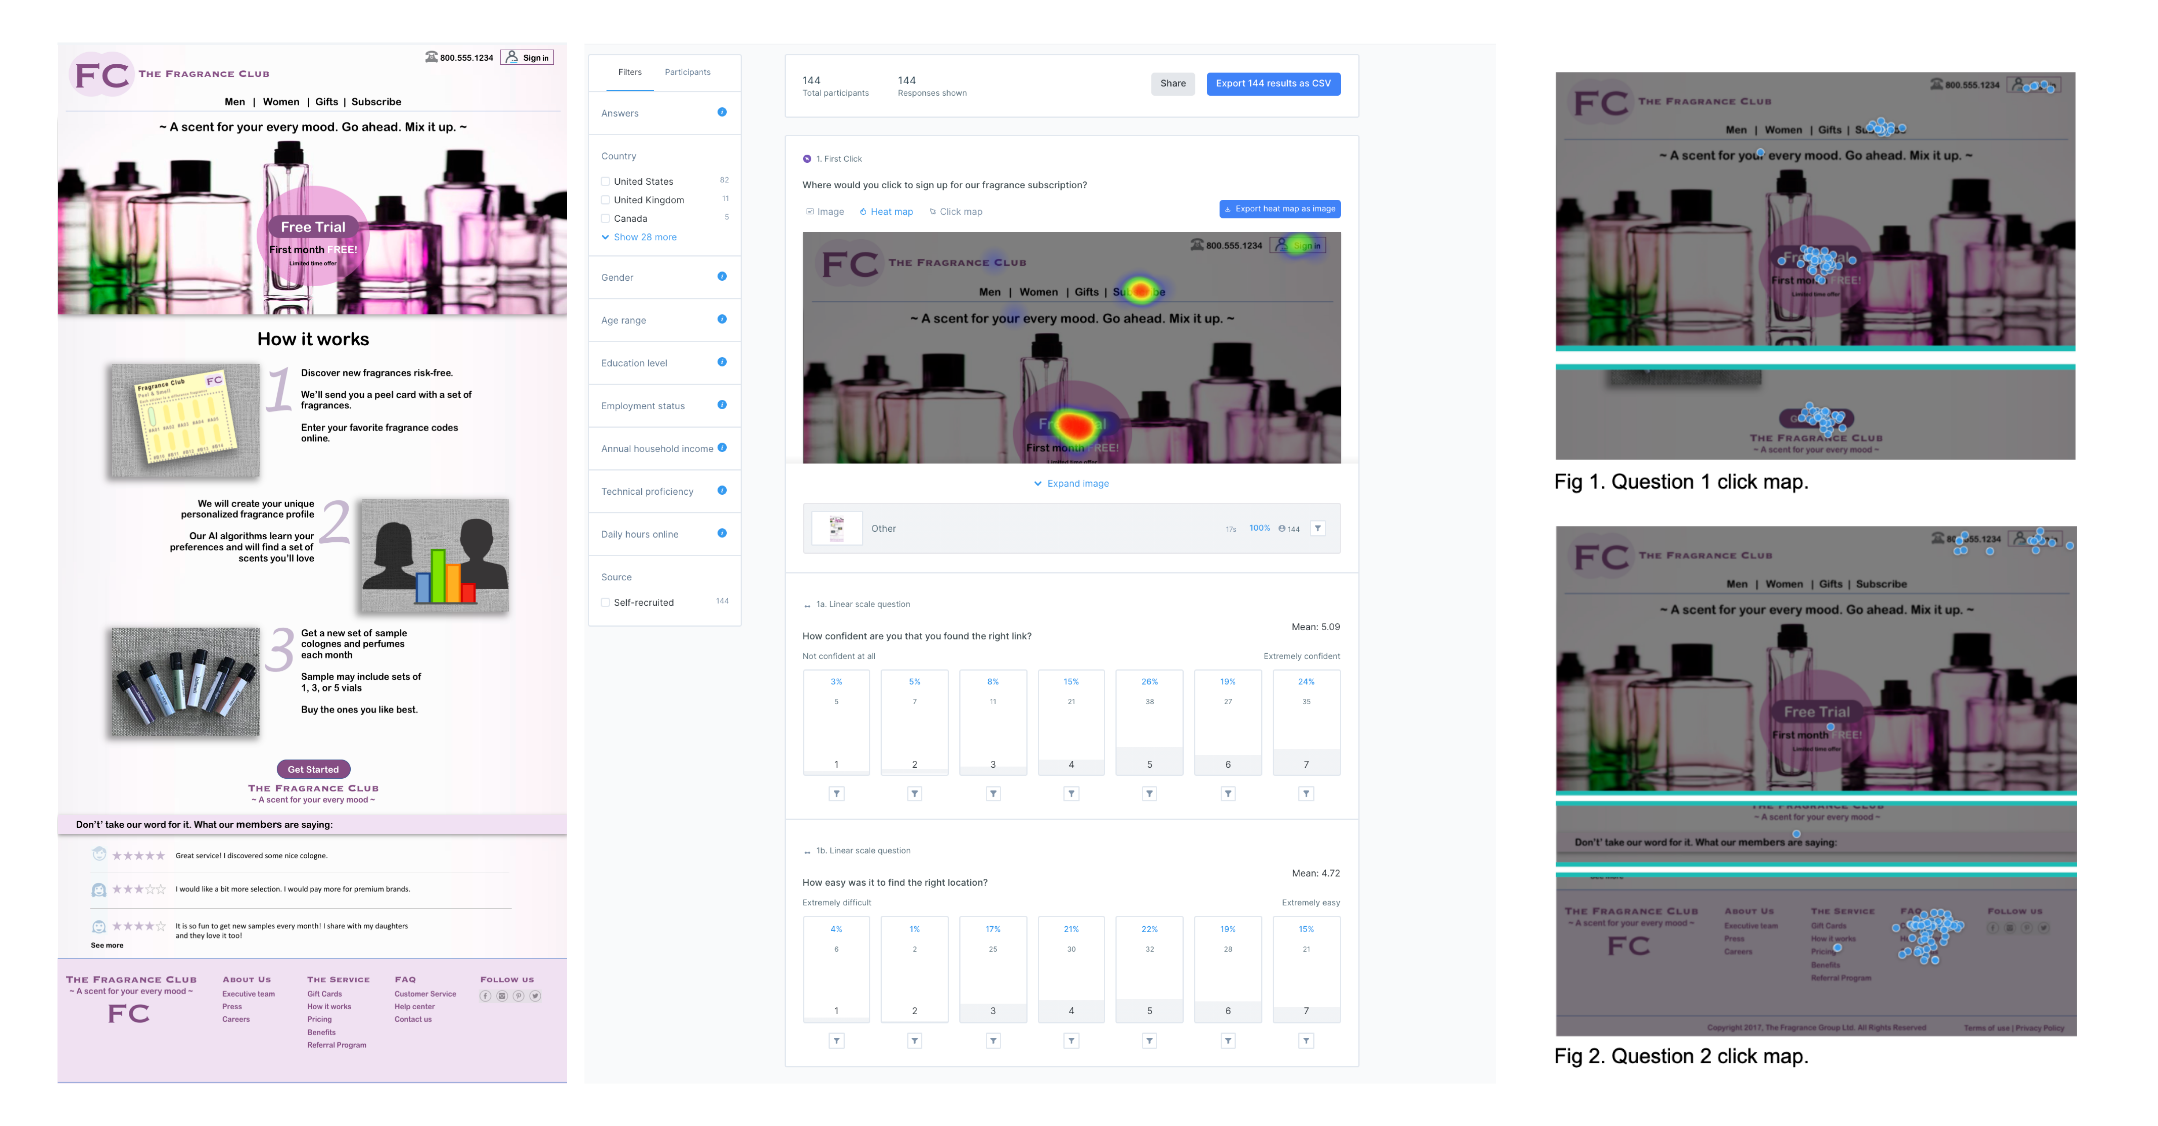 FC THE FRAGRANCE CLUB
800.555.1234 Sign in
Men | Women | Gifts | Subscribe
~ A scent for your every mood. Go ahead. Mix it up. ~
Free Trial
First month FREE!
Limited time offer
How it works
Fragrance Club FC
Peel & Smell
1
Discover new fragrances risk-free.
We'll send you a peel card with a set of
fragrances.
Enter your favorite fragrance codes
online.
2
We will create your unique
personalized fragrance profile
Our AI algorithms learn your
preferences and will find a set of
scents you'll love
3
Get a new set of sample
colognes and perfumes
each month
Sample may include sets of
1, 3, or 5 vials
Buy the ones you like best.
Get Started
THE FRAGRANCE CLUB
~ A scent for your every mood ~
Don't' take our word for it. What our members are saying:
Great service! I discovered some nice cologne.
I would like a bit more selection. I would pay more for premium brands.
It is so fun to get new samples every month! I share with my daughters
and they love it too!
See more
THE FRAGRANCE CLUB
~ A scent for your every mood ~
FC
ABOUT US
Executive team
Press
Careers
THE SERVICE
Gift Cards
How it works
Pricing
Benefits
Referral Program
FAQ
Customer Service
Help center
Contact us
FOLLOW US
Filters Participants
Answers
Country
United States 82
United Kingdom 11
Canada 5
Show 28 more
Gender
Age range
Education level
Employment status
Annual household income
Technical proficiency
Daily hours online
Source
Self-recruited 144
144 144
Total participants Responses shown
Share Export 144 results as CSV
1. First Click
Where would you click to sign up for our fragrance subscription?
Image Heat map Click map
Export heat map as image
FC THE FRAGRANCE CLUB
800.555.1234 Sign in
Men | Women | Gifts | Subscribe
~ A scent for your every mood. Go ahead. Mix it up. ~
Free Trial
First month FREE!
Limited time offer
Expand image
Other 17s 100% 144
1a. Linear scale question
Mean: 5.09
How confident are you that you found the right link?
Not confident at all Extremely confident
3% 5% 8% 15% 26% 19% 24%
5 7 11 21 38 27 35
1 2 3 4 5 6 7
1b. Linear scale question
Mean: 4.72
How easy was it to find the right location?
Extremely difficult Extremely easy
4% 1% 17% 21% 22% 19% 15%
6 2 25 30 32 28 21
1 2 3 4 5 6 7
FC THE FRAGRANCE CLUB
800.555.1234
Men | Women | Gifts |
~ A scent for your every mood. Go ahead. Mix it up. ~
First month FREE!
Limited time offer
THE FRAGRANCE CLUB
~ A scent for your every mood ~
Fig 1. Question 1 click map.
FC THE FRAGRANCE CLUB
Men | Women | Gifts | Subscribe
~ A scent for your every mood. Go ahead. Mix it up. ~
Free Trial
First month FREE!
Limited time offer
THE FRAGRANCE CLUB
~ A scent for your every mood ~
Don't' take our word for it. What our members are saying:
See more
THE FRAGRANCE CLUB
~ A scent for your every mood ~
FC
ABOUT US
Executive team
Press
Careers
THE SERVICE
Gift Cards
How it works
Pricing
Benefits
Referral Program
FAQ
FOLLOW US
Copyright 2017, The Fragrance Group Ltd. All Rights Reserved Terms of use | Privacy Policy
Fig 2. Question 2 click map.